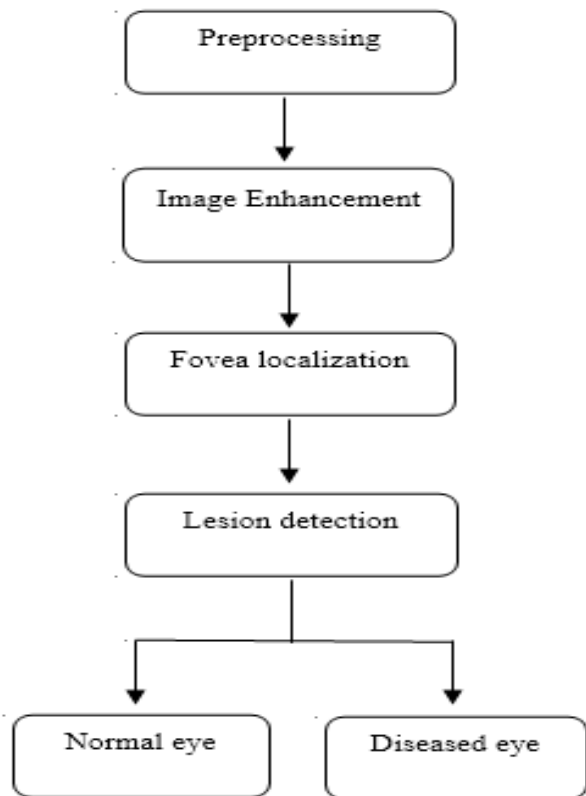 Preprocessing
Image Enhancement
Fovea localization
Lesion detection
Normal eye
Diseased eye